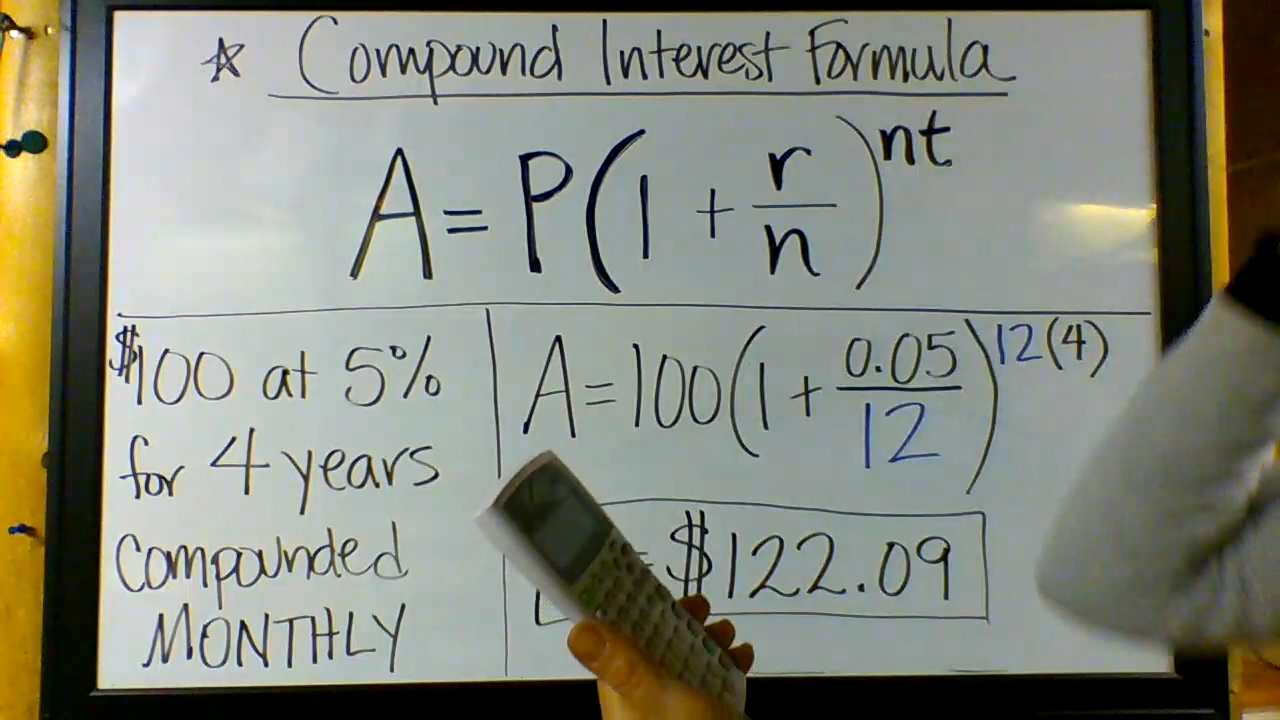 ☆ Compound Interest Formula
A = P(1 + r/n)^nt
$100 at 5%
for 4 years
Compounded
MONTHLY
A = 100(1 + 0.05/12)^12(4)
= $122.09